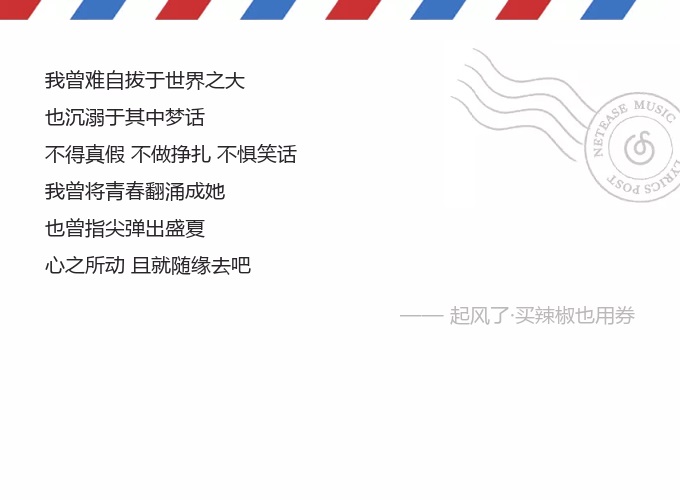 我曾难自拔于世界之大
也沉溺于其中梦话
不得真假 不做挣扎 不惧笑话
我曾将青春翻涌成她
也曾指尖弹出盛夏
心之所动 且就随缘去吧
—— 起风了·买辣椒也用券
NETEASE MUSIC
LYRICS POST